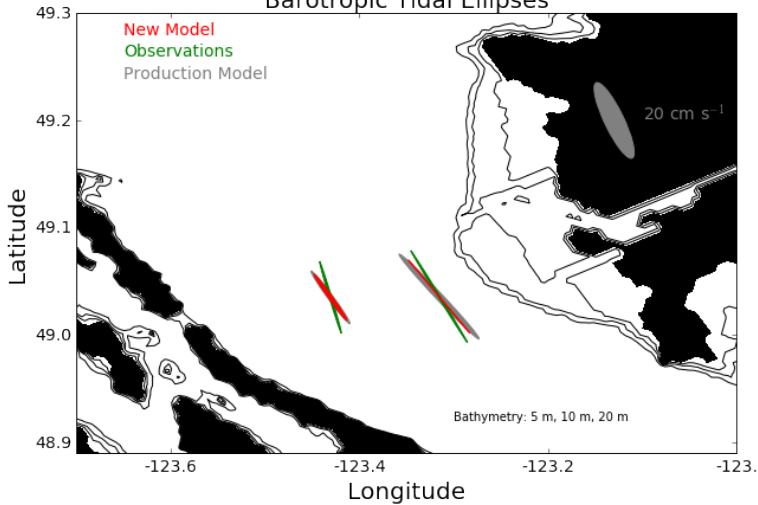 Barotropic Tidal Ellipses
49.3
New Model
Observations
Production Model
20 cm s⁻¹
49.2
49.1
49.0
48.9
Latitude
Bathymetry: 5 m, 10 m, 20 m
-123.6
-123.4
-123.2
-123.
Longitude